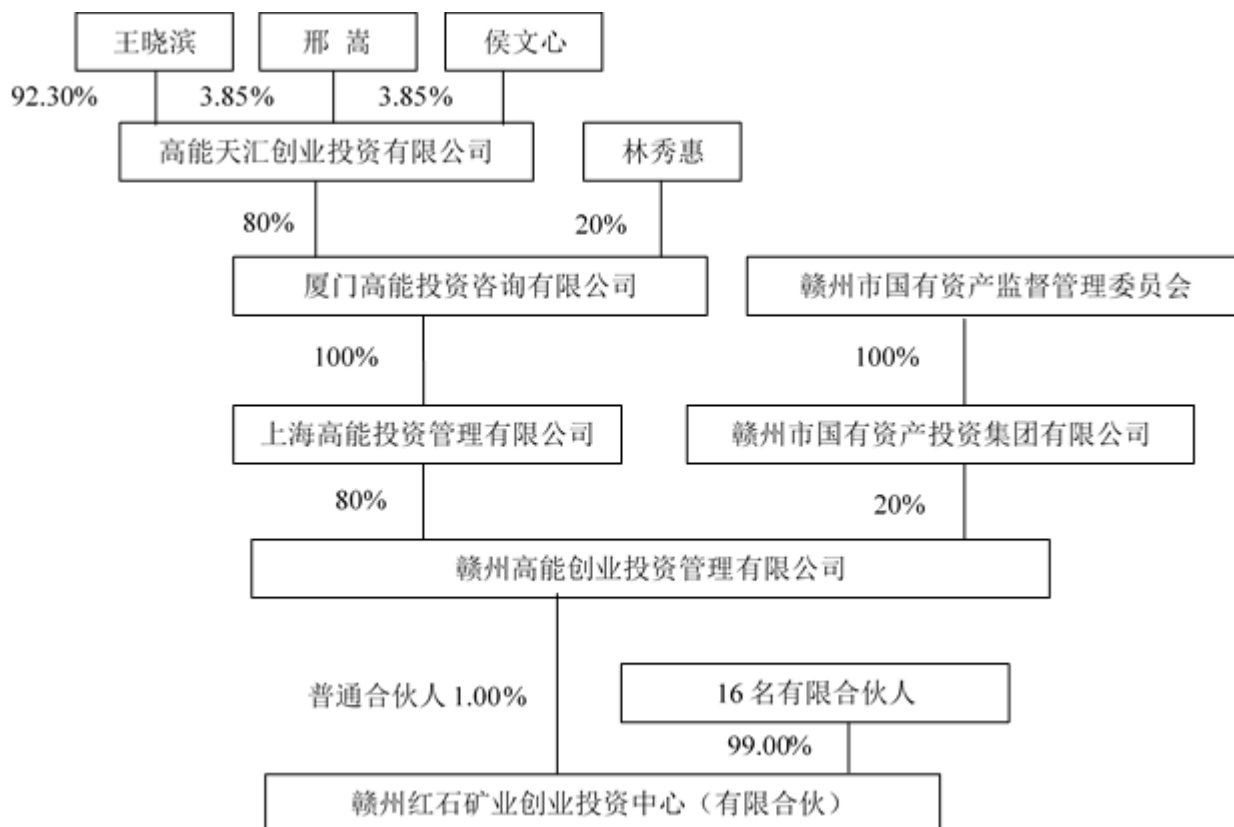 王晓滨
邢 嵩
侯文心
92.30%
3.85%
3.85%
高能天汇创业投资有限公司
林秀惠
80%
20%
厦门高能投资咨询有限公司
赣州市国有资产监督管理委员会
100%
100%
上海高能投资管理有限公司
赣州市国有资产投资集团有限公司
80%
20%
赣州高能创业投资管理有限公司
普通合伙人 1.00%
16 名有限合伙人
99.00%
赣州红石矿业创业投资中心（有限合伙）